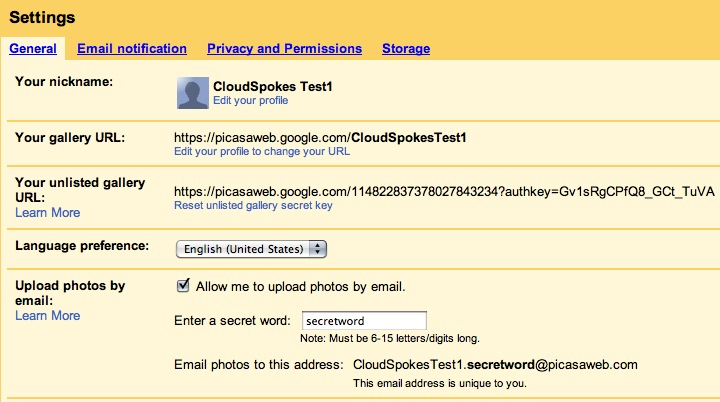 Settings
General Email notification Privacy and Permissions Storage
Your nickname: CloudSpokes Test1
Edit your profile
Your gallery URL: https://picasaweb.google.com/CloudSpokesTest1
Edit your profile to change your URL
Your unlisted gallery
URL: https://picasaweb.google.com/114822837378027843234?authkey=Gv1sRgCPfQ8_GCt_TuVA
Learn More Reset unlisted gallery secret key
Language preference: English (United States)
Upload photos by Allow me to upload photos by email.
email:
Learn More
Enter a secret word: secretword
Note: Must be 6-15 letters/digits long.
Email photos to this address: CloudSpokesTest1.secretword@picasaweb.com
This email address is unique to you.